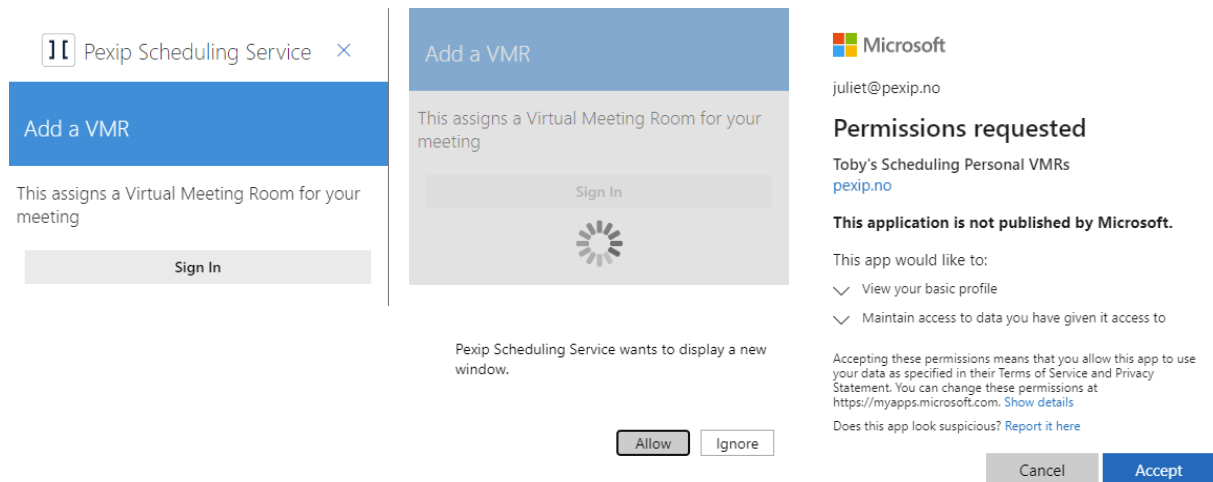 ][ Pexip Scheduling Service ×
Add a VMR
This assigns a Virtual Meeting Room for your
meeting
Sign In
Add a VMR
This assigns a Virtual Meeting Room for your
meeting
Sign In
Pexip Scheduling Service wants to display a new
window.
Allow Ignore
Microsoft
juliet@pexip.no
Permissions requested
Toby's Scheduling Personal VMRs
pexip.no
This application is not published by Microsoft.
This app would like to:
View your basic profile
Maintain access to data you have given it access to
Accepting these permissions means that you allow this app to use
your data as specified in their Terms of Service and Privacy
Statement. You can change these permissions at
https://myapps.microsoft.com. Show details
Does this app look suspicious? Report it here
Cancel Accept